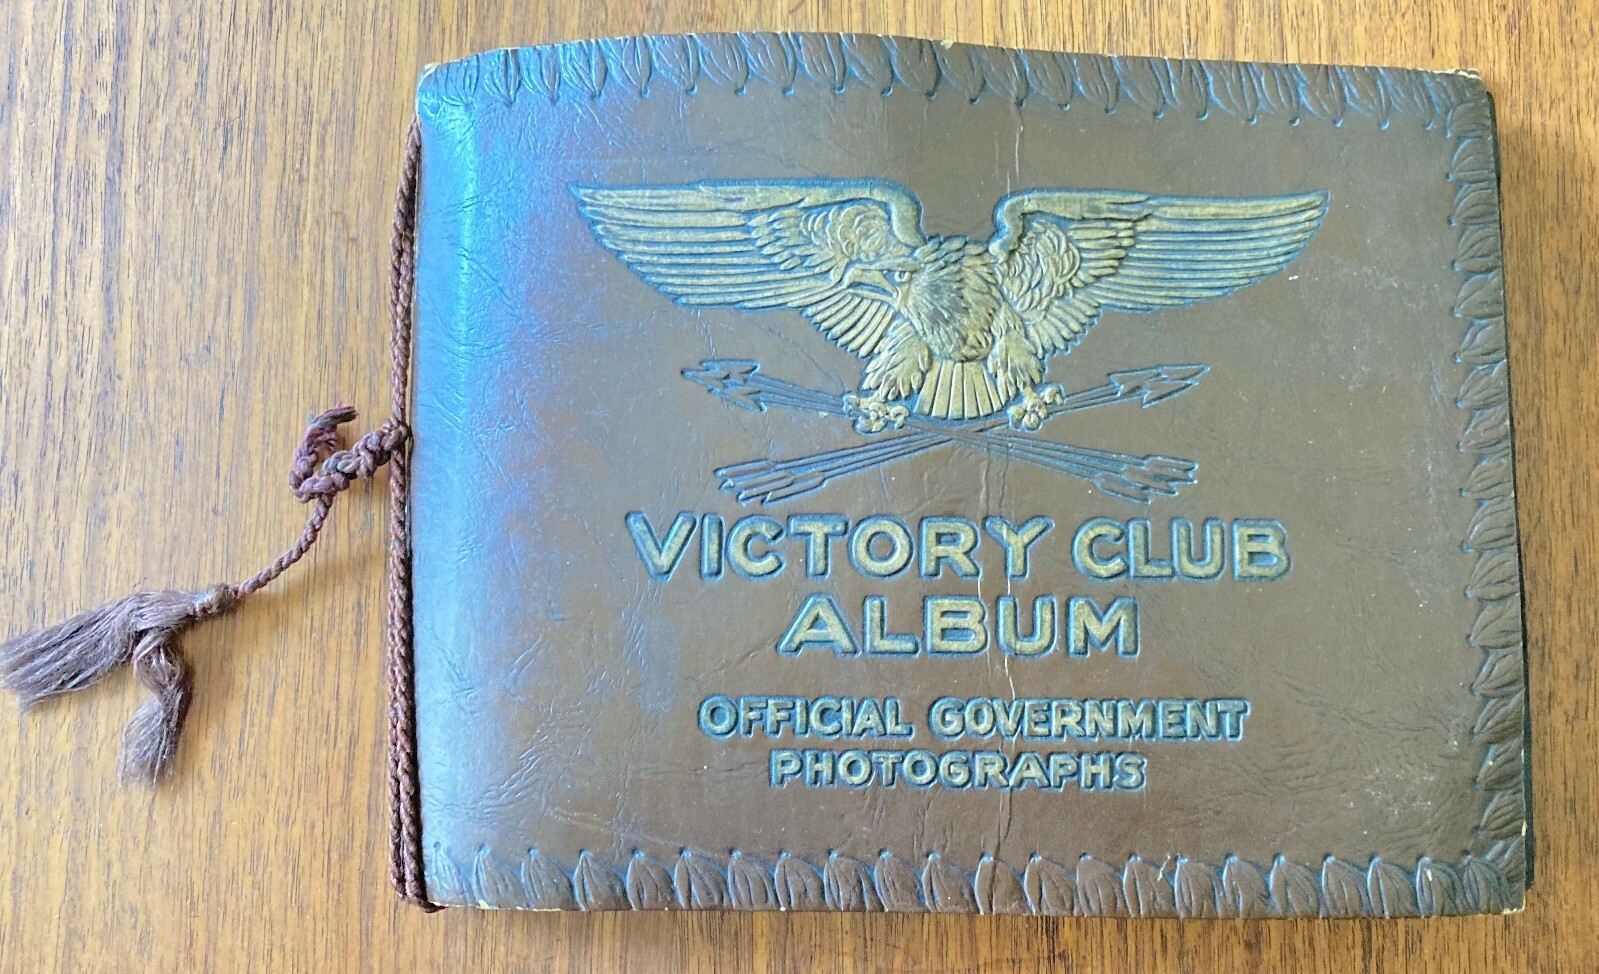 VICTORY CLUB
ALBUM
OFFICIAL GOVERNMENT
PHOTOGRAPHS